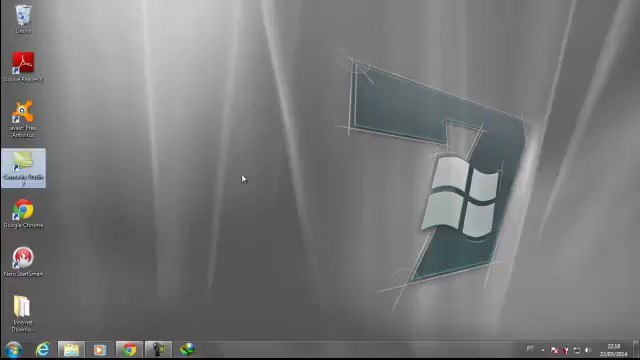 Lixeira
Adobe Reader 9
avast! Free
Antivirus
Camtasia Studio
7
Google Chrome
Nero StartSmart
Internet
Downlo...
PT
22:18
22/03/2014